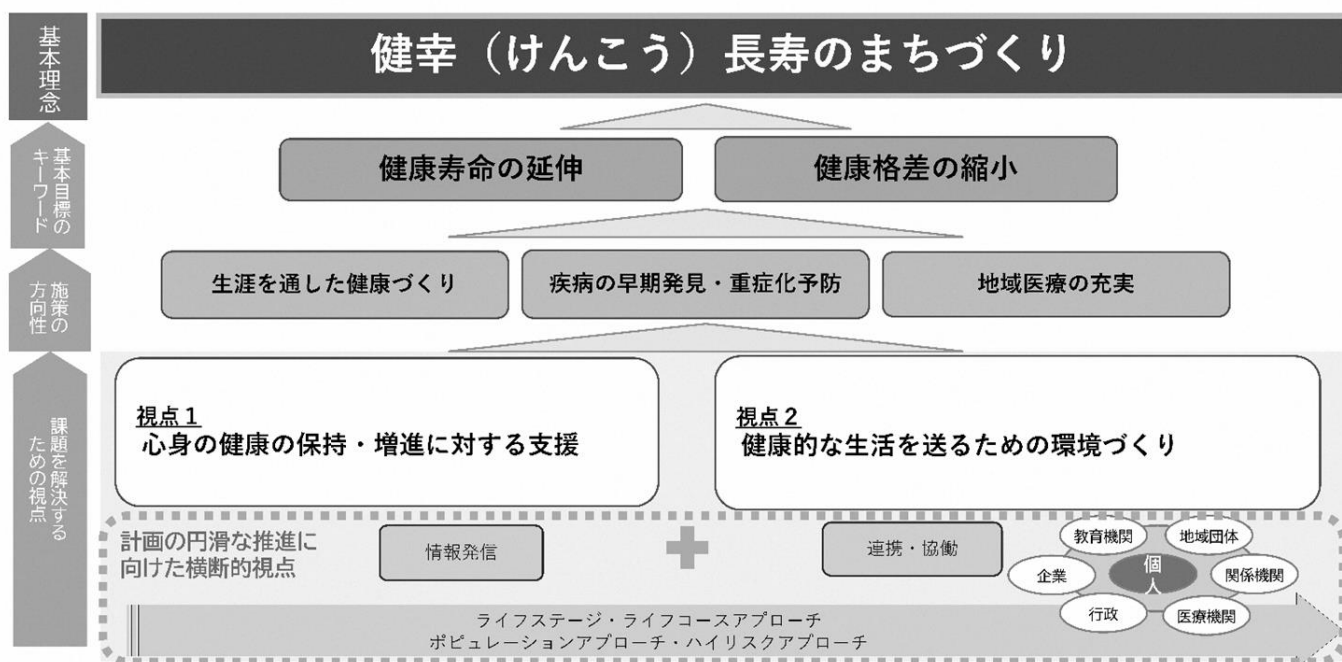 基本理念
健幸（けんこう）長寿のまちづくり
基本目標の
キーワード
健康寿命の延伸
健康格差の縮小
施策の
方向性
生涯を通した健康づくり
疾病の早期発見・重症化予防
地域医療の充実
課題を解決する
ための視点
視点１
心身の健康の保持・増進に対する支援
視点２
健康的な生活を送るための環境づくり
計画の円滑な推進に
向けた横断的視点
情報発信
連携・協働
教育機関
地域団体
企業
個
人
関係機関
行政
医療機関
ライフステージ・ライフコースアプローチ
ポピュレーションアプローチ・ハイリスクアプローチ